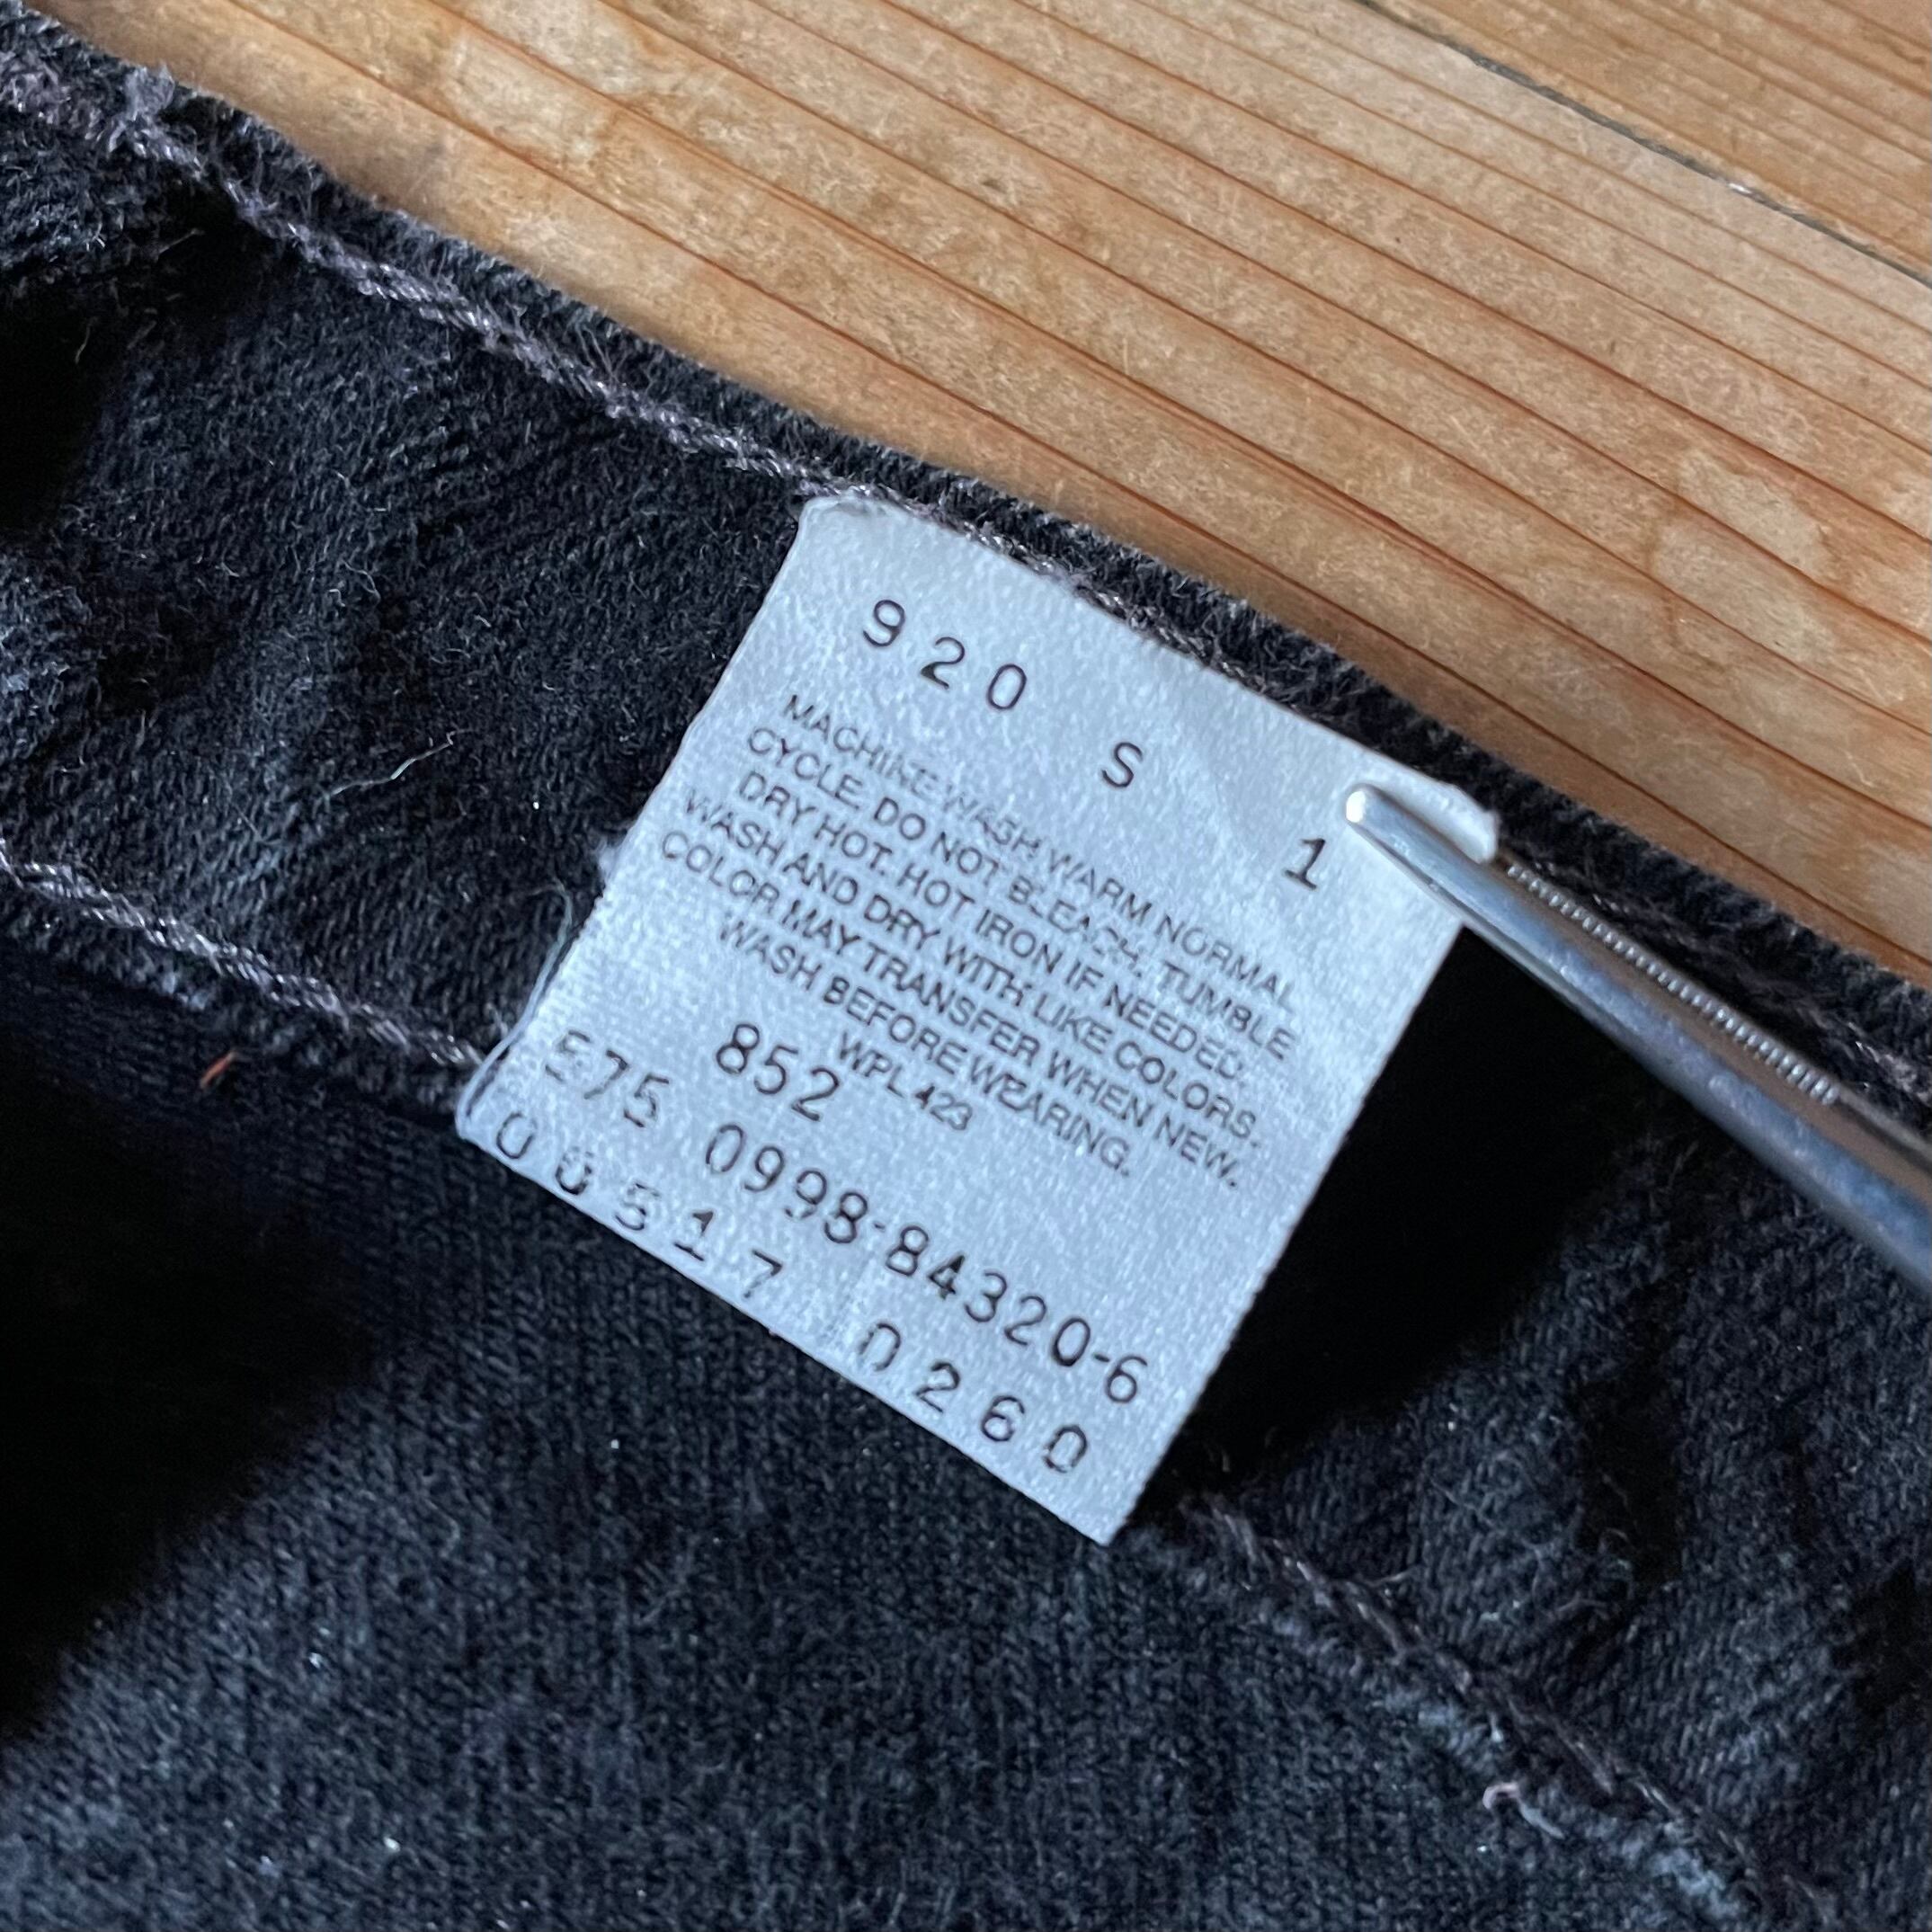 920 S 1
MACHINE WASH WARM NORMAL
CYCLE. DO NOT BLEACH. TUMBLE
DRY HOT. HOT IRON IF NEEDED.
WASH AND DRY WITH LIKE COLORS.
COLOR MAY TRANSFER WHEN NEW.
WASH BEFORE WEARING.
WPL 423
852
575 0998-84320-6
00517 0260